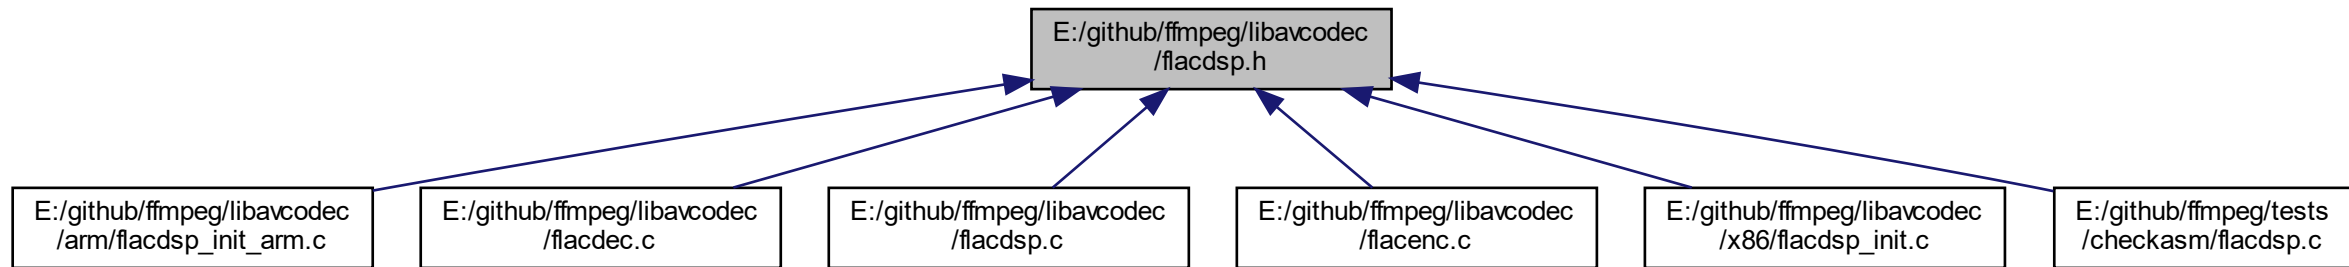 E:/github/ffmpeg/libavcodec
/flacdsp.h
E:/github/ffmpeg/libavcodec
/arm/flacdsp_init_arm.c
E:/github/ffmpeg/libavcodec
/flacdec.c
E:/github/ffmpeg/libavcodec
/flacdsp.c
E:/github/ffmpeg/libavcodec
/flacenc.c
E:/github/ffmpeg/libavcodec
/x86/flacdsp_init.c
E:/github/ffmpeg/tests
/checkasm/flacdsp.c